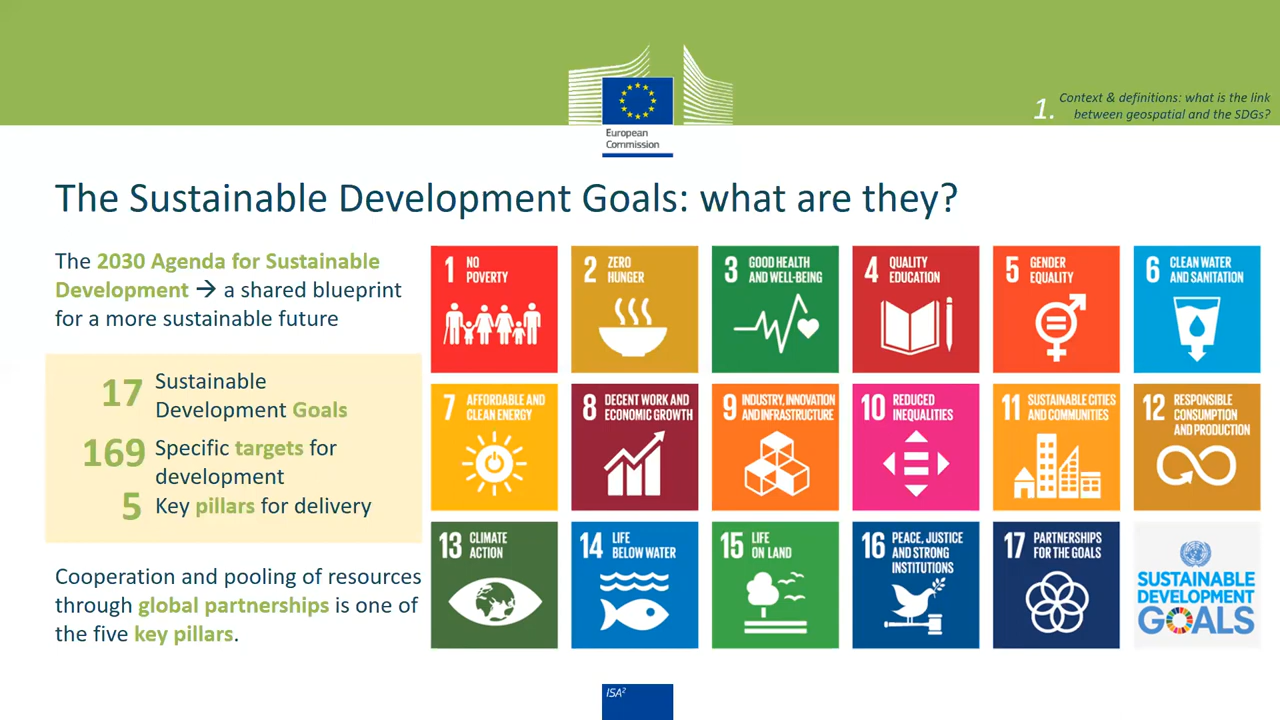 European
Commission
1. Context & definitions: what is the link
between geospatial and the SDGs?
The Sustainable Development Goals: what are they?
The 2030 Agenda for Sustainable
Development → a shared blueprint
for a more sustainable future
17 Sustainable
Development Goals
169 Specific targets for
development
5 Key pillars for delivery
Cooperation and pooling of resources
through global partnerships is one of
the five key pillars.
1 NO
POVERTY
2 ZERO
HUNGER
3 GOOD HEALTH
AND WELL-BEING
4 QUALITY
EDUCATION
5 GENDER
EQUALITY
6 CLEAN WATER
AND SANITATION
7 AFFORDABLE AND
CLEAN ENERGY
8 DECENT WORK AND
ECONOMIC GROWTH
9 INDUSTRY, INNOVATION
AND INFRASTRUCTURE
10 REDUCED
INEQUALITIES
11 SUSTAINABLE CITIES
AND COMMUNITIES
12 RESPONSIBLE
CONSUMPTION
AND PRODUCTION
13 CLIMATE
ACTION
14 LIFE
BELOW WATER
15 LIFE
ON LAND
16 PEACE, JUSTICE
AND STRONG
INSTITUTIONS
17 PARTNERSHIPS
FOR THE GOALS
SUSTAINABLE
DEVELOPMENT
GOALS
ISA²